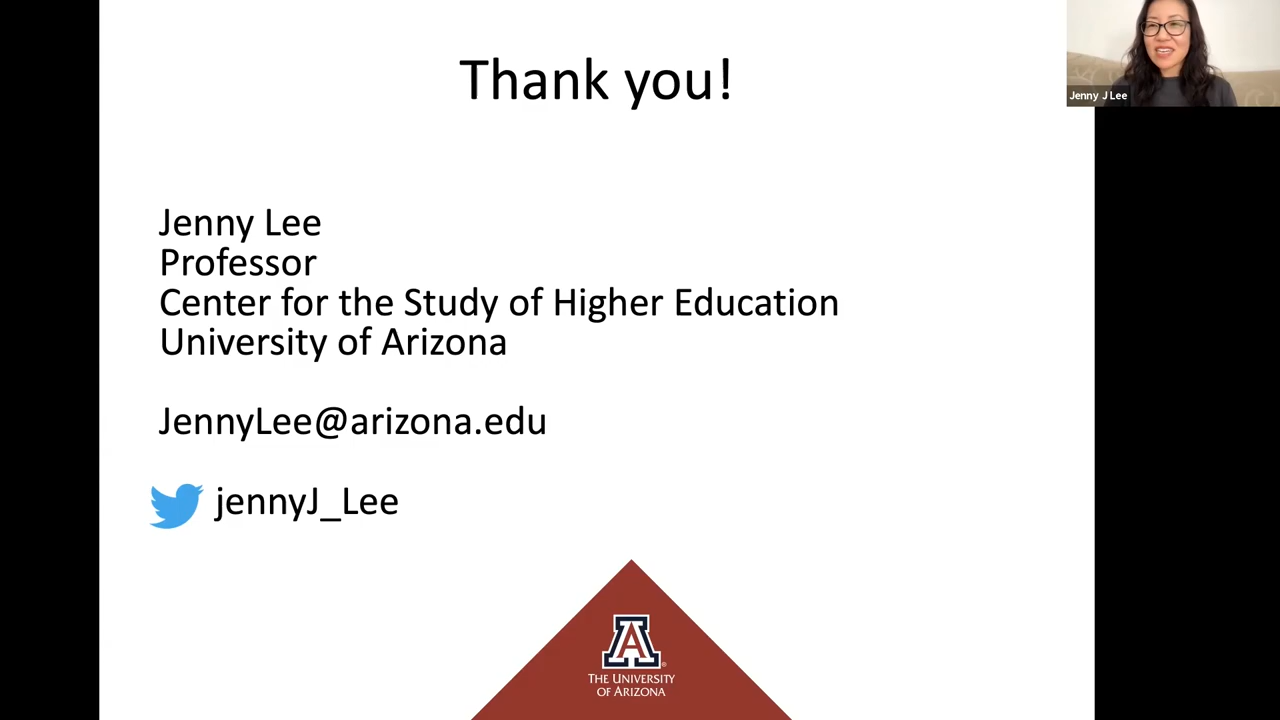 Thank you!
Jenny J Lee
Jenny Lee
Professor
Center for the Study of Higher Education
University of Arizona
JennyLee@arizona.edu
jennyJ_Lee
A
THE UNIVERSITY
OF ARIZONA